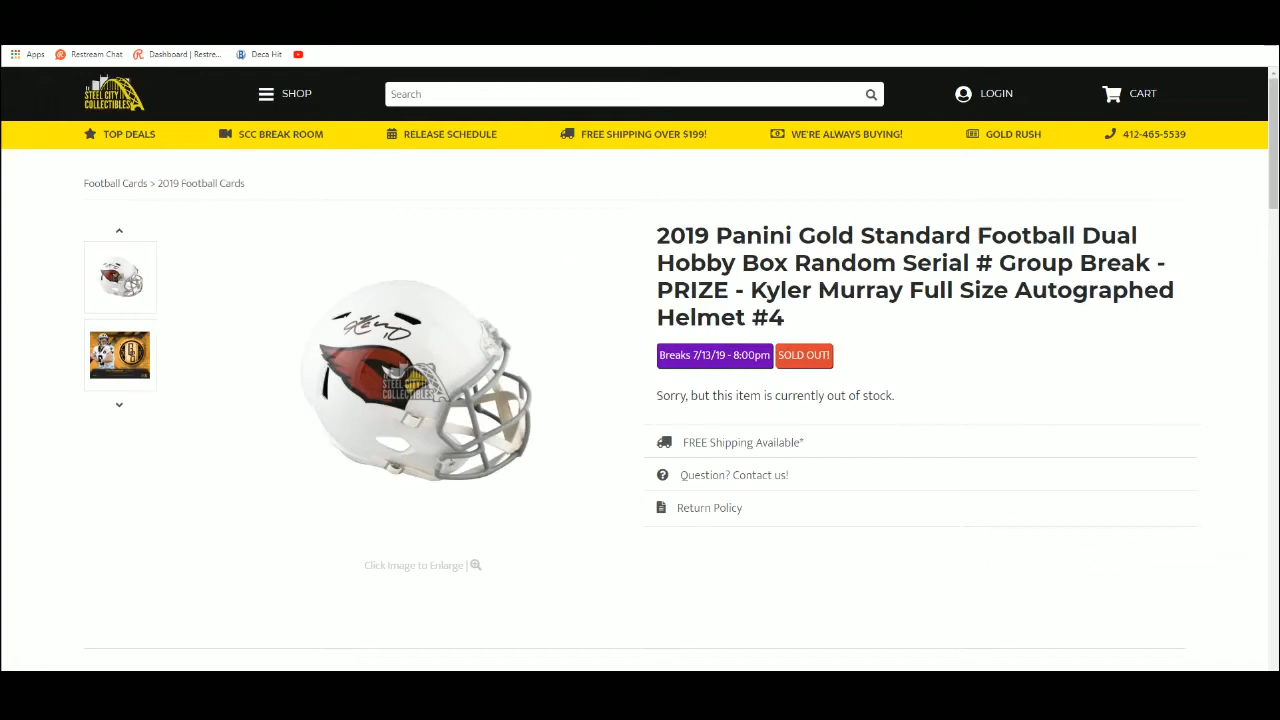 Apps Restream Chat Dashboard | Restre... Deca Hit
STEEL CITY
COLLECTIBLES
SHOP
Search
LOGIN
CART
TOP DEALS
SCC BREAK ROOM
RELEASE SCHEDULE
FREE SHIPPING OVER $199!
WE'RE ALWAYS BUYING!
GOLD RUSH
412-465-5539
Football Cards > 2019 Football Cards
2019 Panini Gold Standard Football Dual
Hobby Box Random Serial # Group Break -
PRIZE - Kyler Murray Full Size Autographed
Helmet #4
Breaks 7/13/19 - 8:00pm
SOLD OUT!
Sorry, but this item is currently out of stock.
FREE Shipping Available*
Question? Contact us!
Return Policy
STEEL CITY
COLLECTIBLES
Click Image to Enlarge |